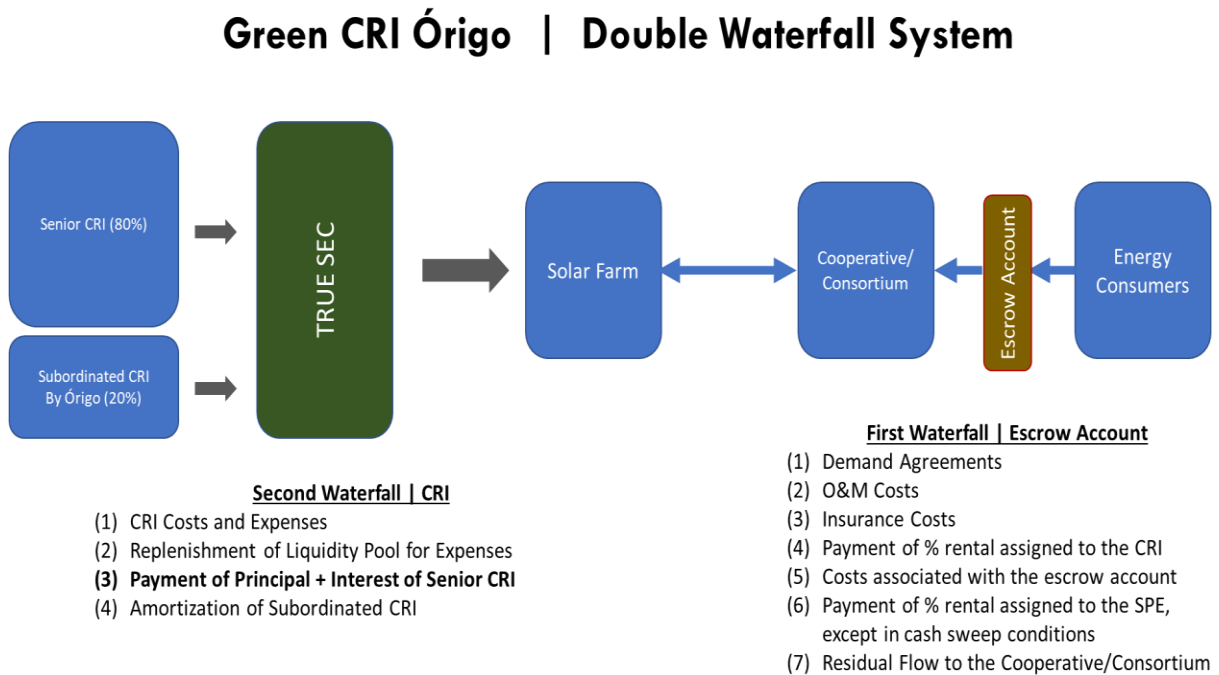 Green CRI Órigo | Double Waterfall System
Senior CRI (80%)
Subordinated CRI
By Órigo (20%)
TRUE SEC
Solar Farm
Cooperative/
Consortium
Escrow Account
Energy
Consumers
Second Waterfall | CRI
(1) CRI Costs and Expenses
(2) Replenishment of Liquidity Pool for Expenses
(3) Payment of Principal + Interest of Senior CRI
(4) Amortization of Subordinated CRI
First Waterfall | Escrow Account
(1) Demand Agreements
(2) O&M Costs
(3) Insurance Costs
(4) Payment of % rental assigned to the CRI
(5) Costs associated with the escrow account
(6) Payment of % rental assigned to the SPE,
except in cash sweep conditions
(7) Residual Flow to the Cooperative/Consortium